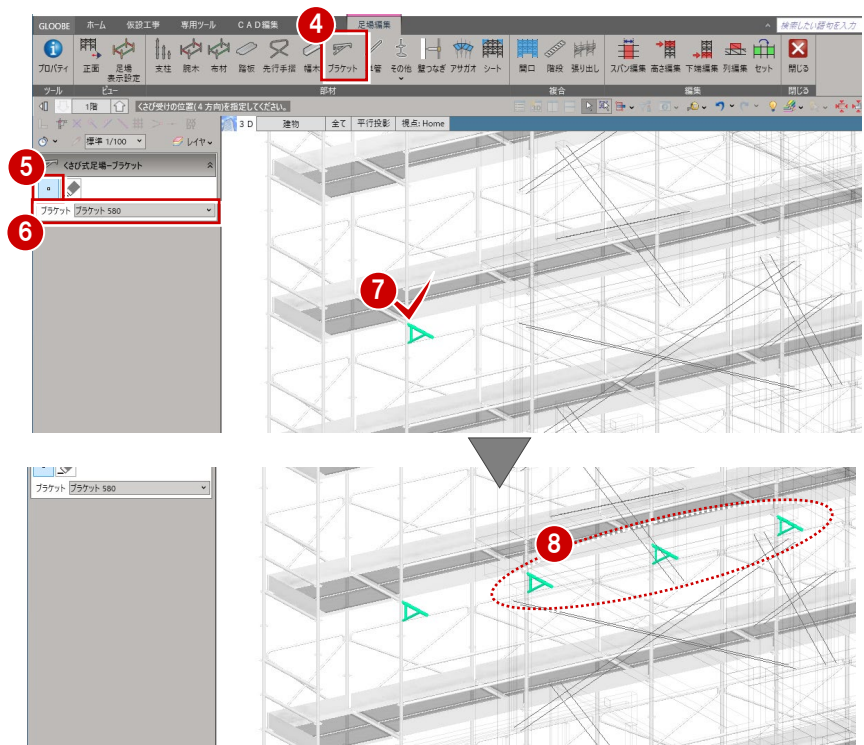 GLOOBE ホーム 仮設工事 専用ツール CAD編集 足場編集 検索したい語句を入力
4
プロパティ 正面 足場表示設定 支柱 腕木 布材 踏板 先行手摺 幅木 ブラケット 管 その他 壁つなぎ アサガオ シート 開口 階段 張り出し スパン編集 高さ編集 下端編集 列編集 セット 閉じる
ツール ビュー 部材 複合 編集 閉じる
1階 くさび受けの位置(4方向)を指定してください。
3D 建物 全て 平行投影 視点: Home
標準 1/100 レイヤ
くさび式足場-ブラケット
5
ブラケット ブラケット 580
6
7
ブラケット ブラケット 580
8